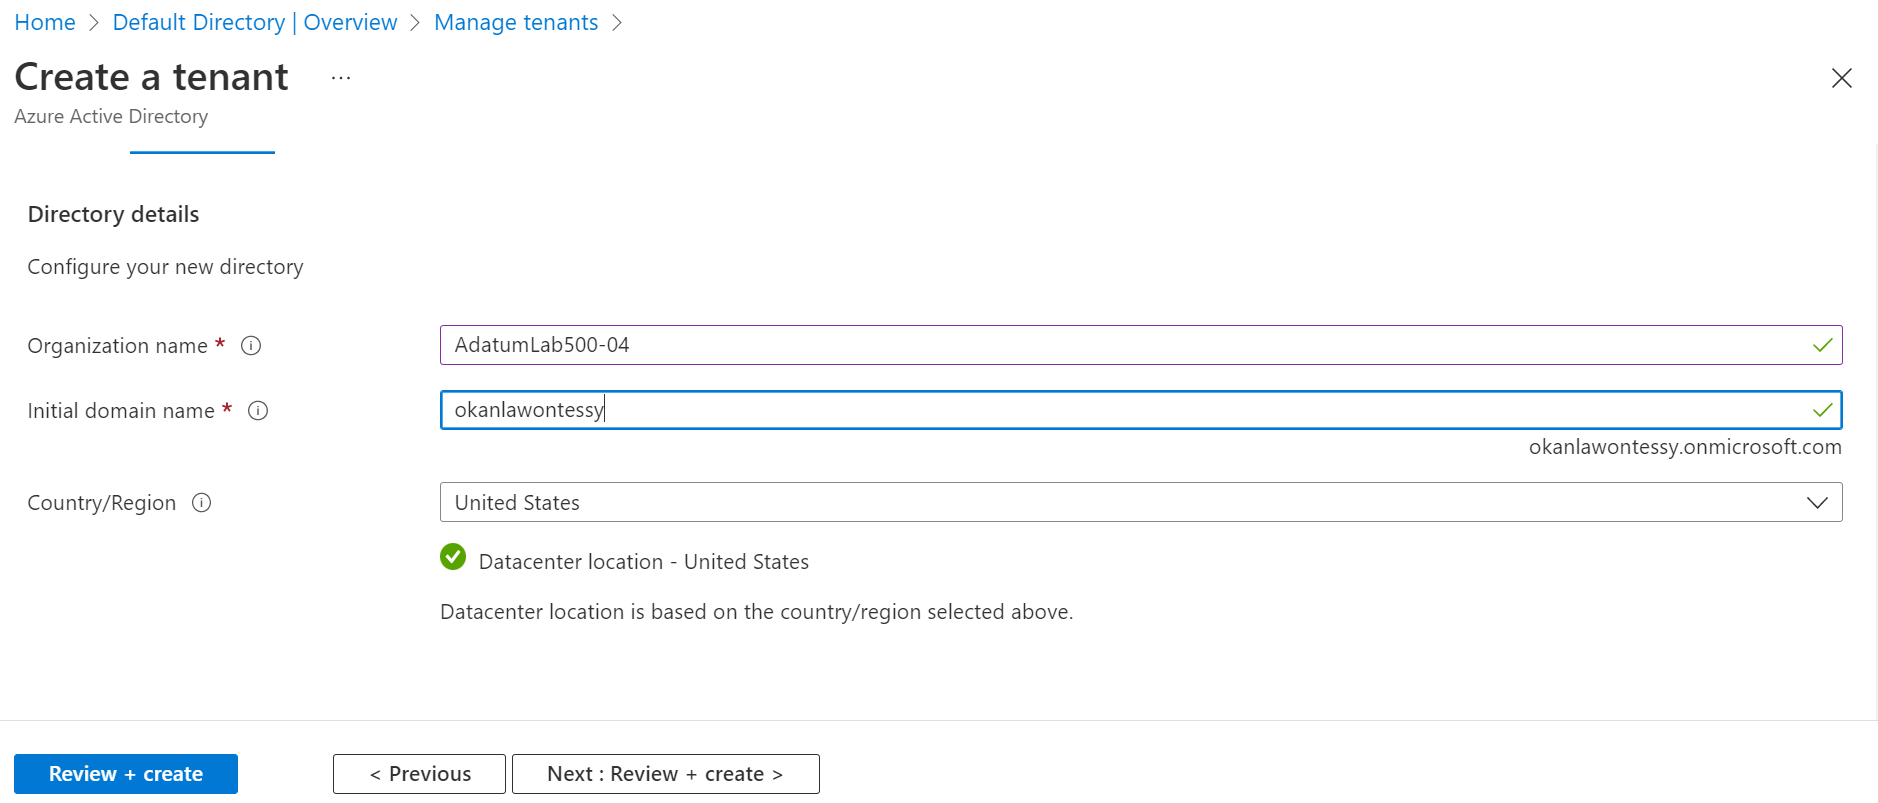 Home > Default Directory | Overview > Manage tenants >
Create a tenant ...
Azure Active Directory
Directory details
Configure your new directory
Organization name * AdatumLab500-04
Initial domain name * okanlawontessy
okanlawontessy.onmicrosoft.com
Country/Region United States
Datacenter location - United States
Datacenter location is based on the country/region selected above.
Review + create < Previous Next : Review + create >